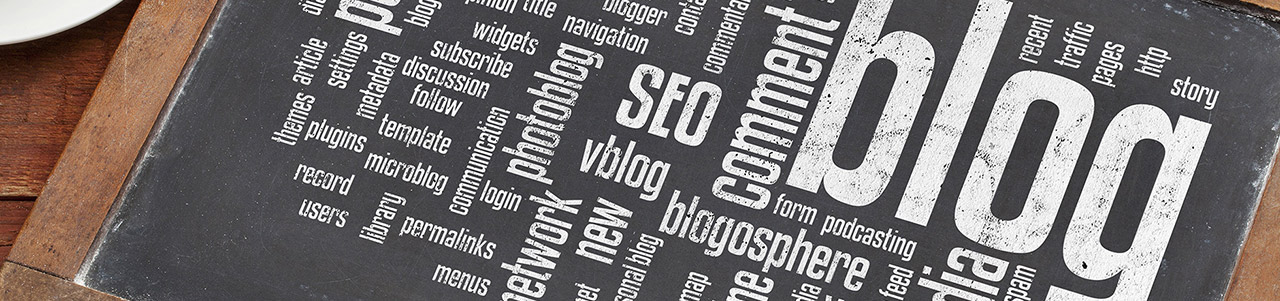 opinion
title
blogger
blog
article
settings
widgets
navigation
subscribe
discussion
follow
metadata
themes
plugins
template
microblog
communication
photoblog
record
users
library
login
permalinks
menus
network
new
SEO
vblog
comment
blog
recent
traffic
pages
http
story
blogosphere
form
podcasting
feed
spam
map